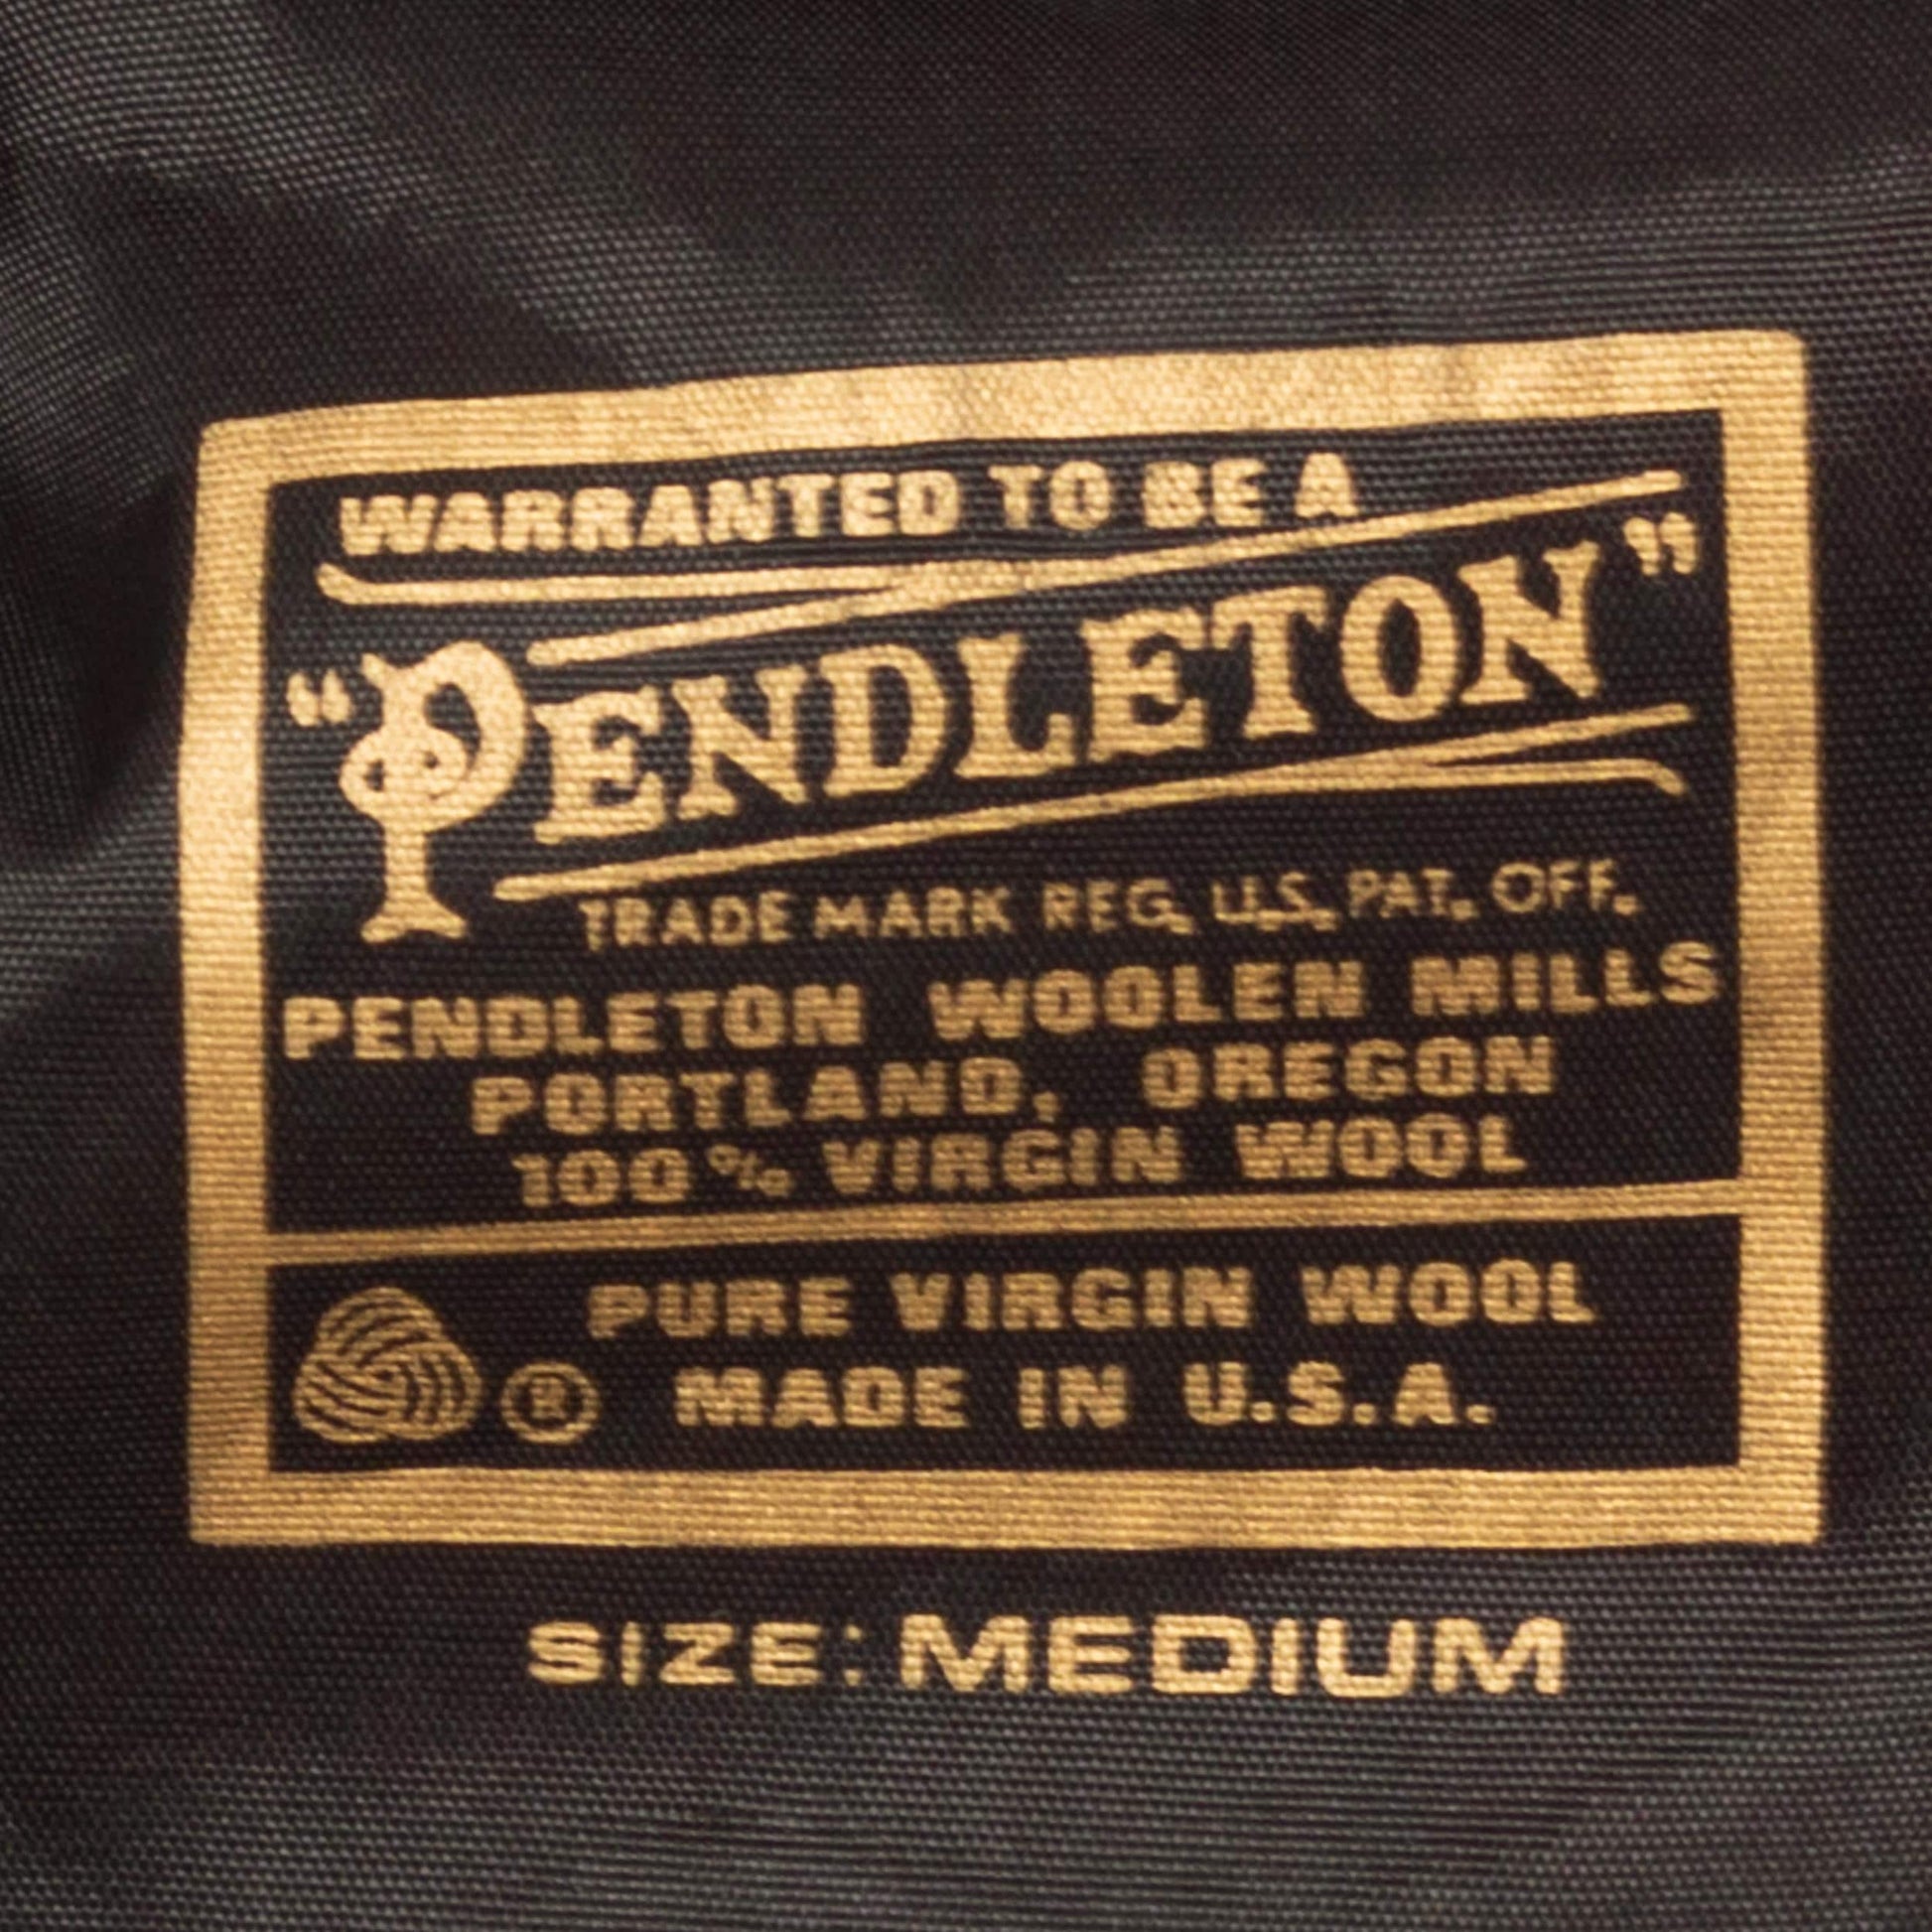 WARRANTED TO BE A
"PENDLETON"
TRADE MARK REG. U.S. PAT. OFF.
PENDLETON WOOLEN MILLS
PORTLAND, OREGON
100% VIRGIN WOOL
PURE VIRGIN WOOL
® MADE IN U.S.A.
SIZE: MEDIUM